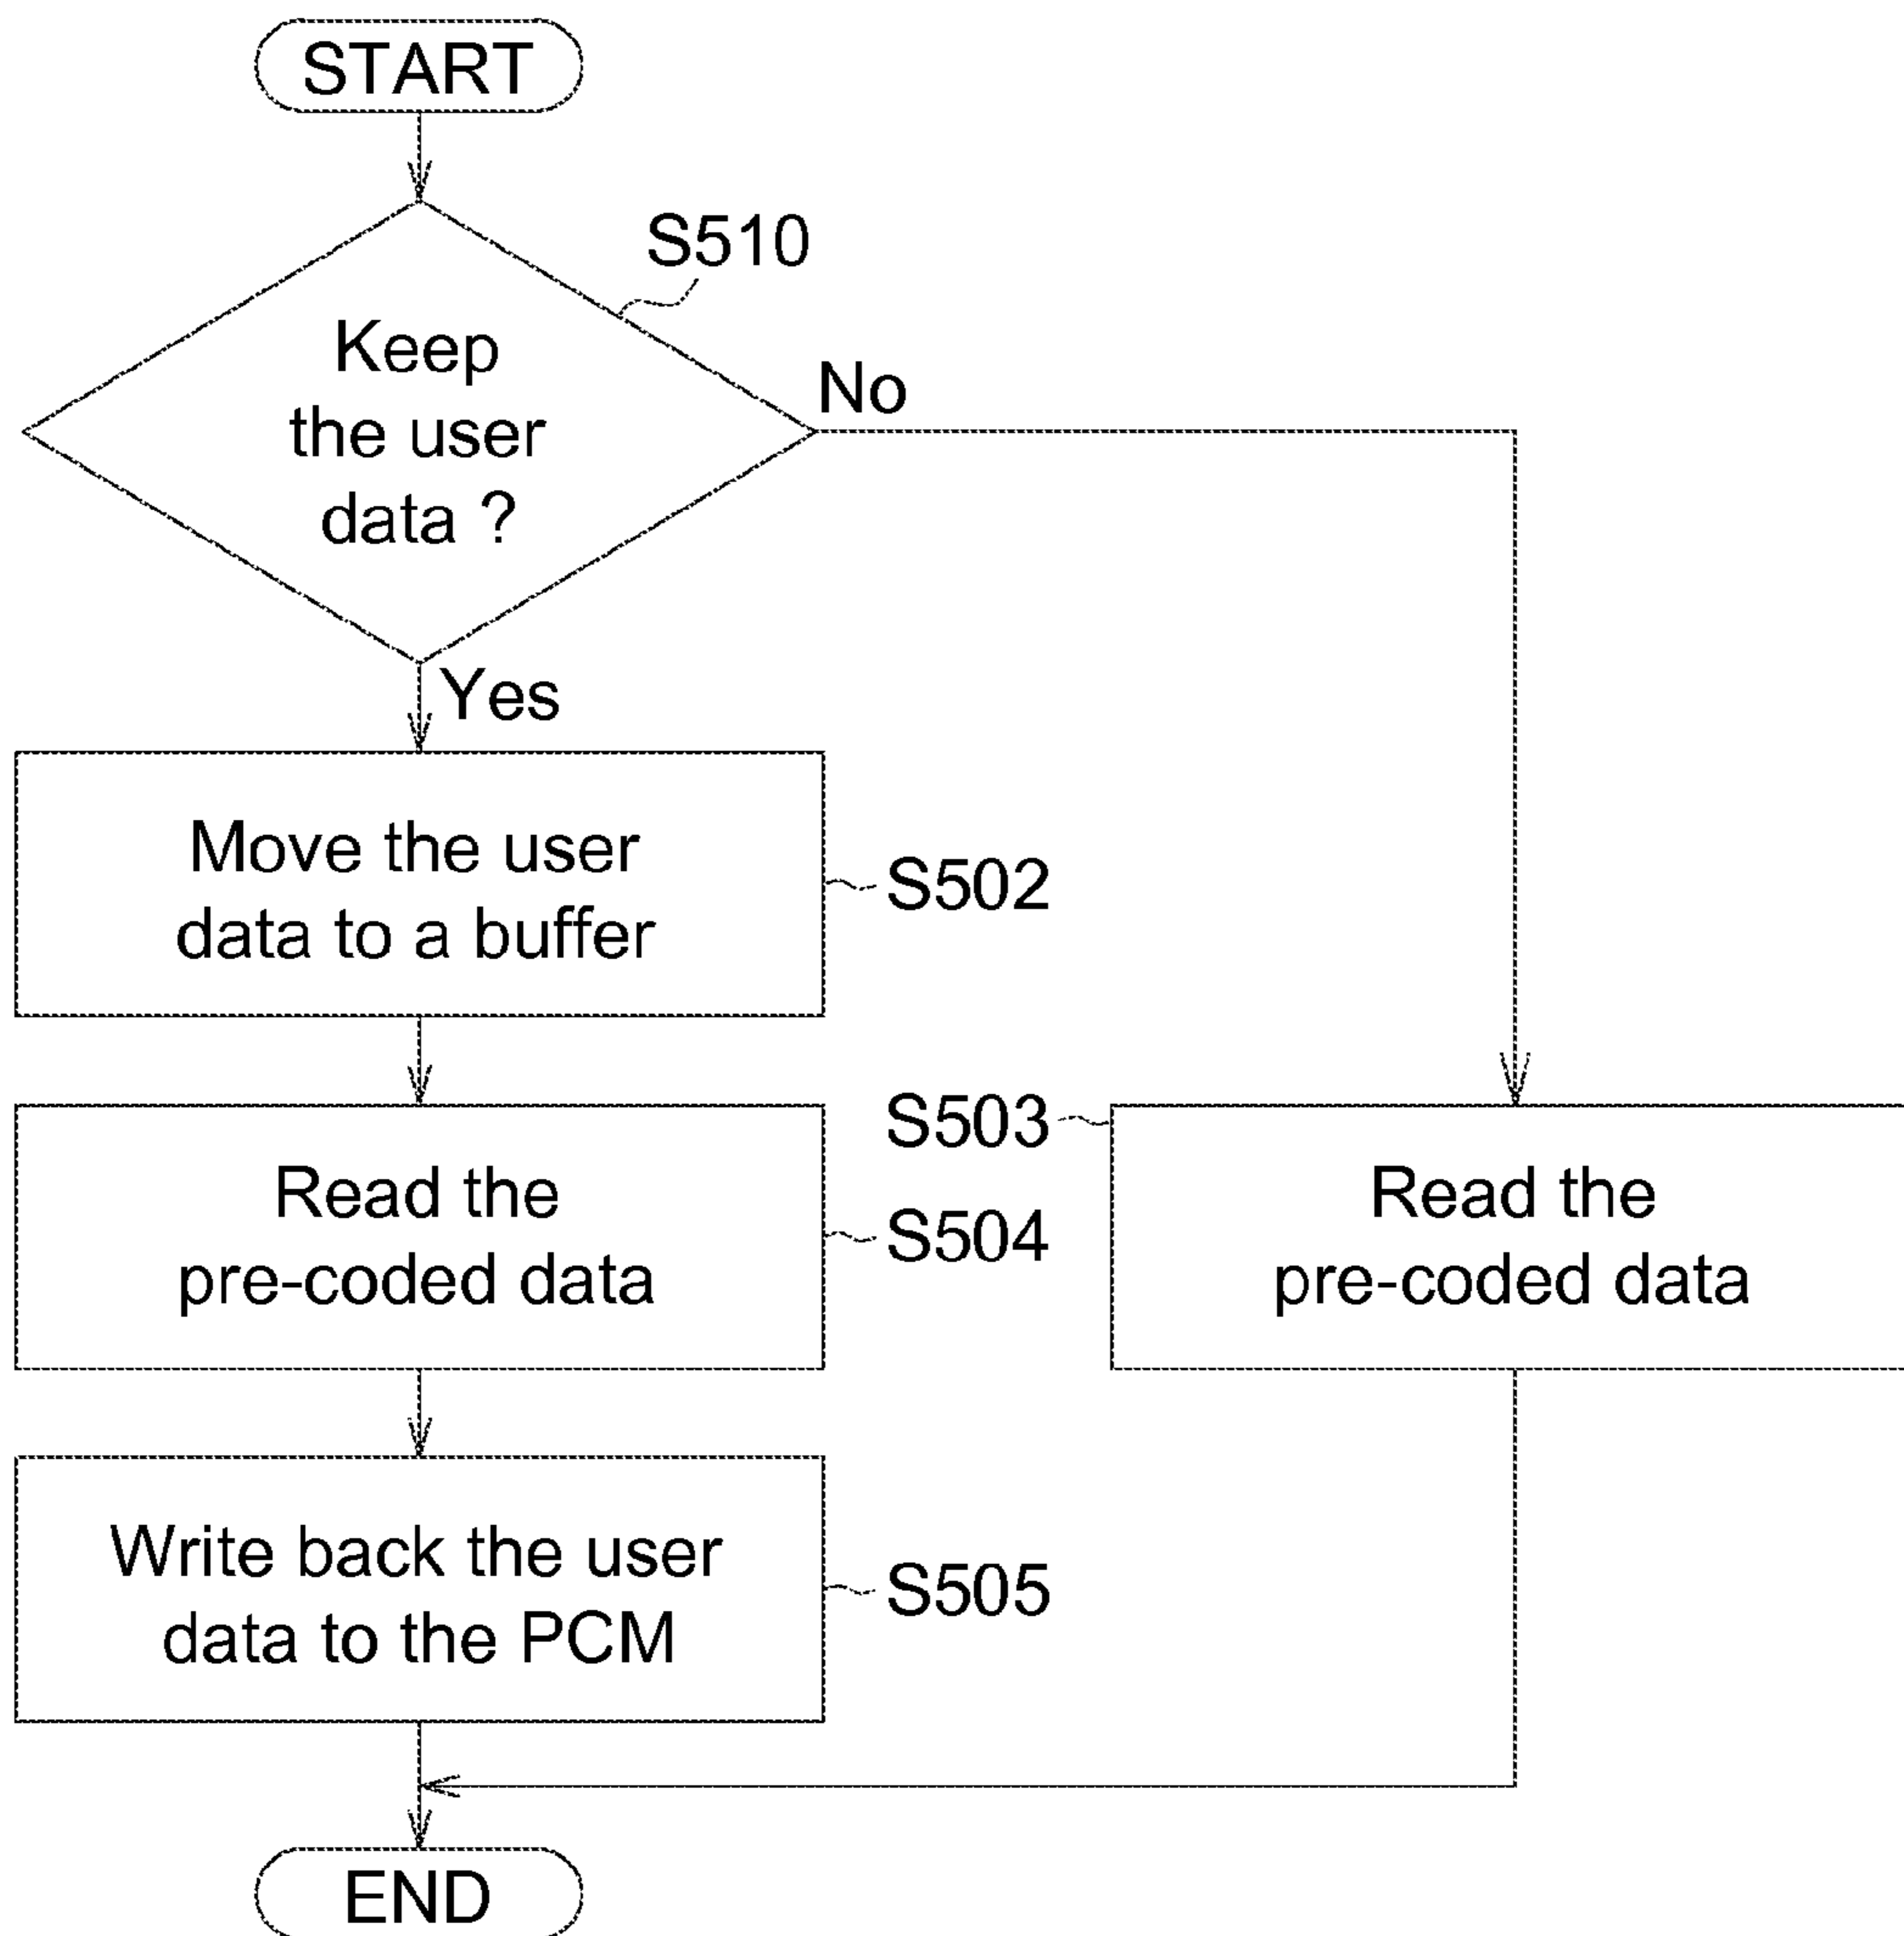 START
S510
Keep
the user
data ?
No
Yes
Move the user
data to a buffer
S502
S503
Read the
pre-coded data
S504
Read the
pre-coded data
Write back the user
data to the PCM
S505
END